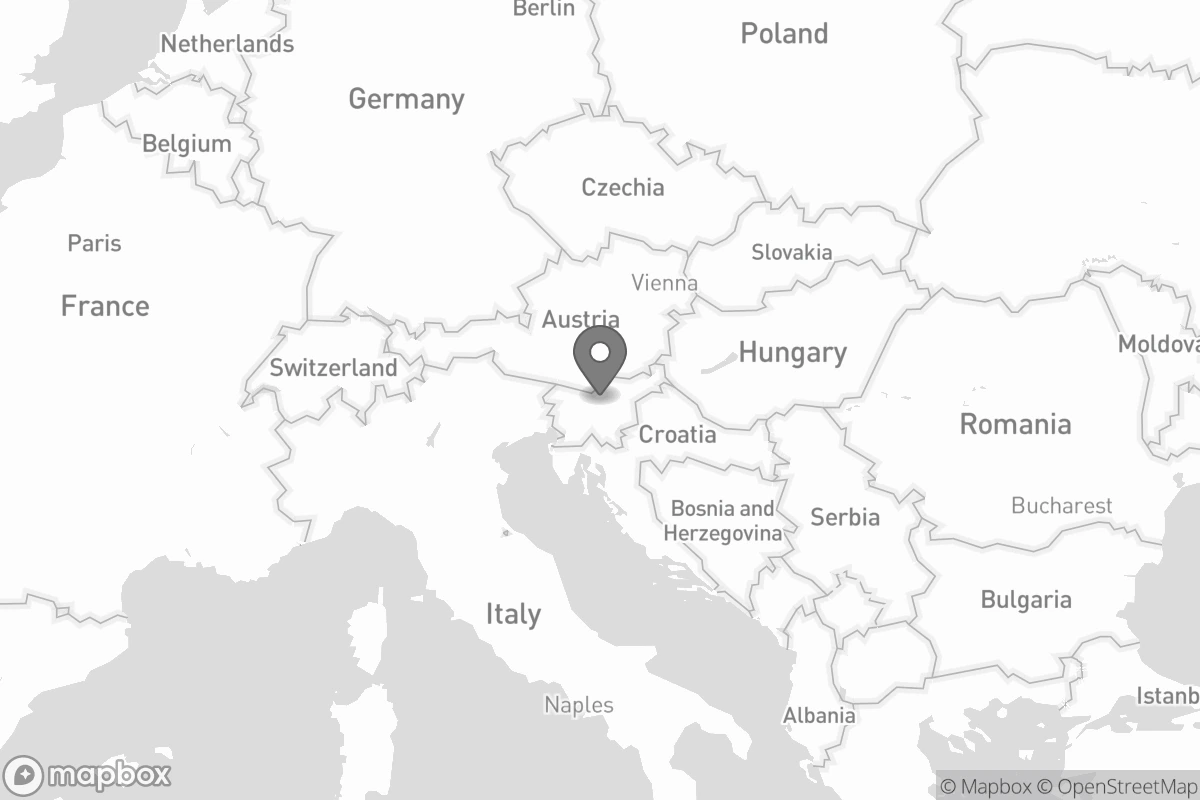 Berlin
Poland
Netherlands
Germany
Belgium
Czechia
Paris
Slovakia
Vienna
France
Austria
Moldova
Hungary
Switzerland
Romania
Croatia
Bucharest
Bosnia and
Herzegovina
Serbia
Bulgaria
Italy
Istanb
Naples
Albania
mapbox
© Mapbox © OpenStreetMap